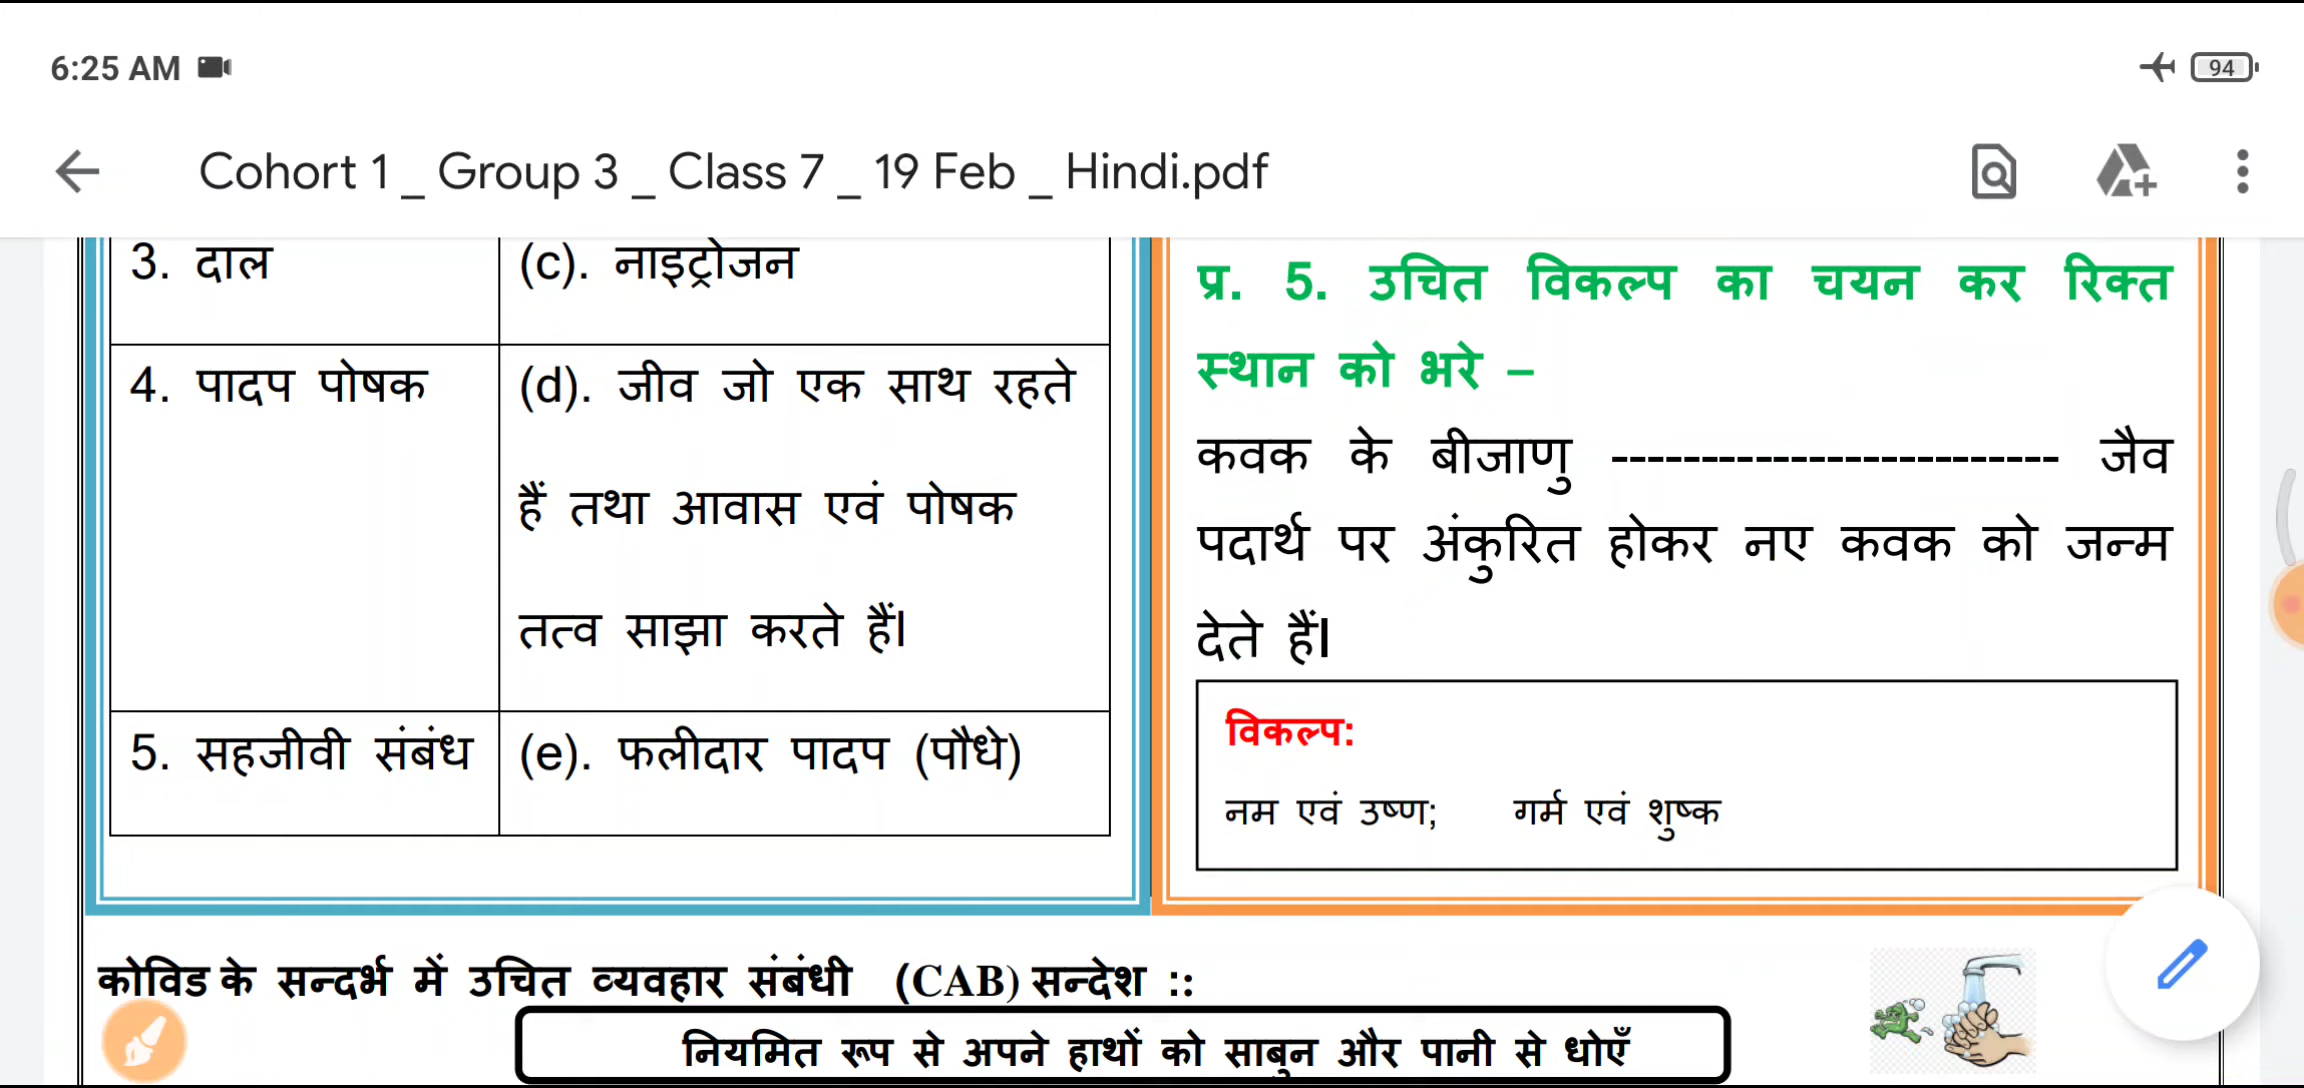 6:25 AM
94
Cohort 1 _ Group 3 _ Class 7 _ 19 Feb _ Hindi.pdf
3. दाल
(c). नाइट्रोजन
4. पादप पोषक
(d). जीव जो एक साथ रहते
हैं तथा आवास एवं पोषक
तत्व साझा करते हैं।
5. सहजीवी संबंध
(e). फलीदार पादप (पौधे)
प्र. 5. उचित विकल्प का चयन कर रिक्त
स्थान को भरे –
कवक के बीजाणु ------------------------- जैव
पदार्थ पर अंकुरित होकर नए कवक को जन्म
देते हैं।
विकल्प:
नम एवं उष्ण; गर्म एवं शुष्क
कोविड के सन्दर्भ में उचित व्यवहार संबंधी (CAB) सन्देश ::
नियमित रूप से अपने हाथों को साबुन और पानी से धोएँ